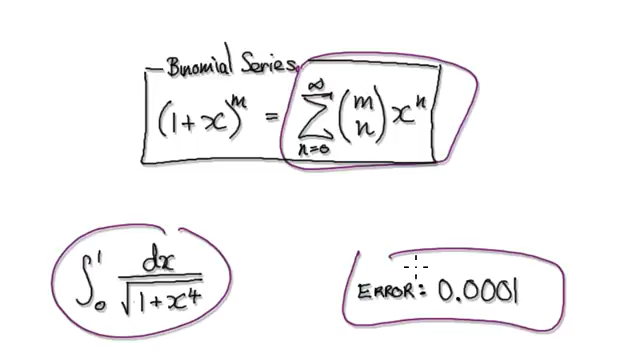 Binomial Series
(1+x)^m = ∑_{n=0}^{∞} (m n) x^n
∫_0^1 dx/√(1+x^4)
ERROR: 0.0001